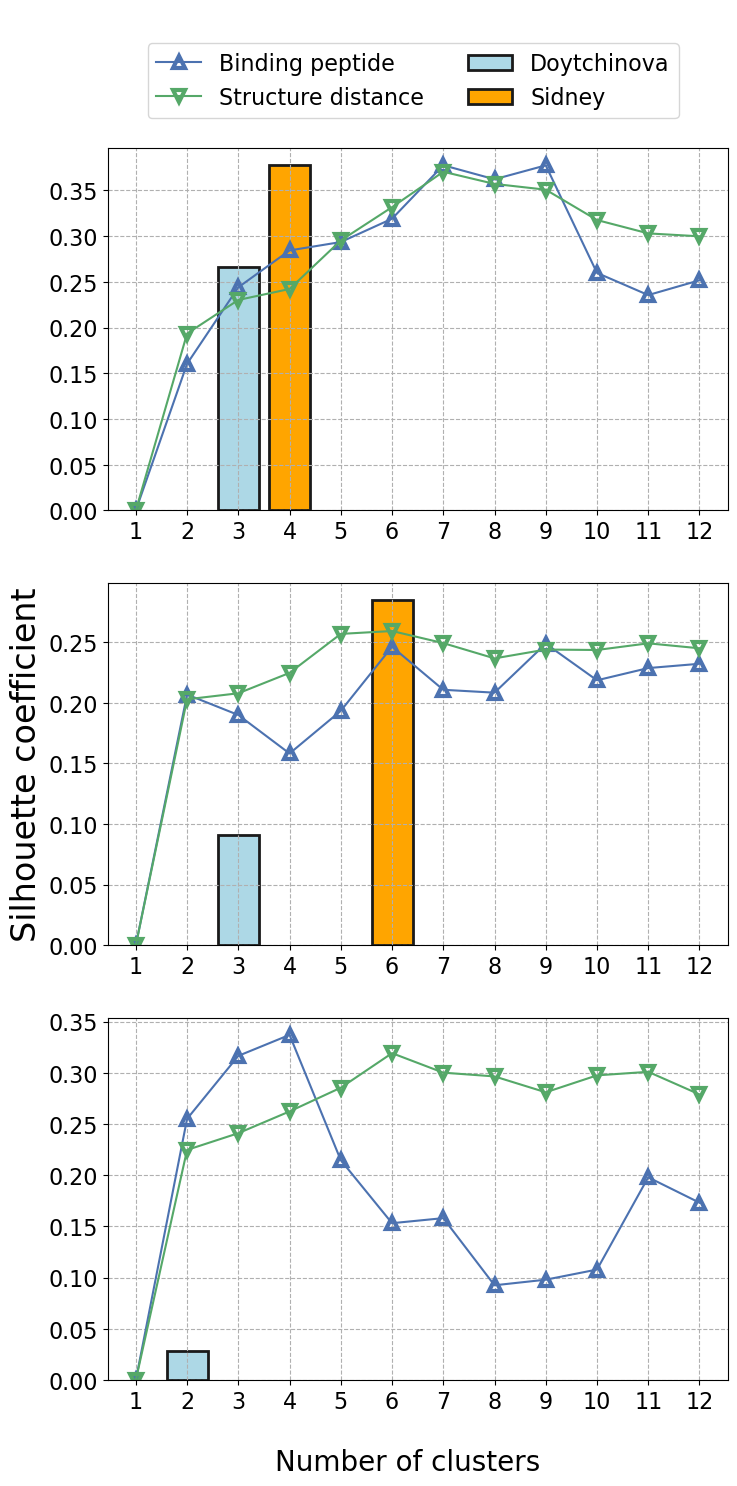 Binding peptide
Structure distance
Doytchinova
Sidney
0.35
0.30
0.25
0.20
0.15
0.10
0.05
0.00
1 2 3 4 5 6 7 8 9 10 11 12
Silhouette coefficient
0.25
0.20
0.15
0.10
0.05
0.00
1 2 3 4 5 6 7 8 9 10 11 12
0.35
0.30
0.25
0.20
0.15
0.10
0.05
0.00
1 2 3 4 5 6 7 8 9 10 11 12
Number of clusters